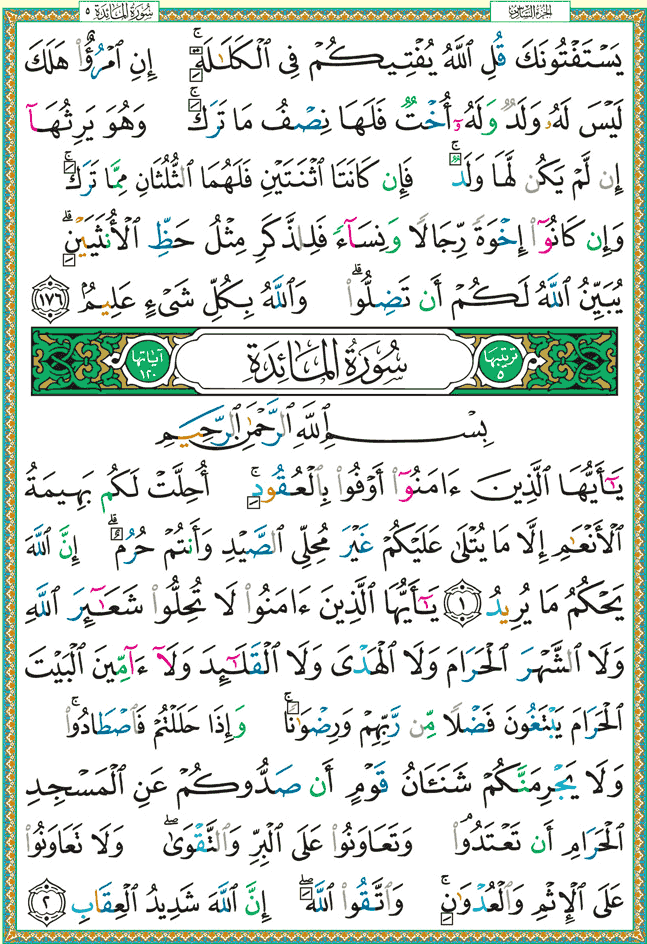 الجزء السادس
سورة المائدة ٥
يَسْتَفْتُونَكَ قُلِ ٱللَّهُ يُفْتِيكُمْ فِى ٱلْكَلَـٰلَةِ ۚ إِنِ ٱمْرُؤٌا۟ هَلَكَ
لَيْسَ لَهُۥ وَلَدٌ وَلَهُۥٓ أُخْتٌ فَلَهَا نِصْفُ مَا تَرَكَ ۚ وَهُوَ يَرِثُهَآ
إِن لَّمْ يَكُن لَّهَا وَلَدٌ ۚ فَإِن كَانَتَا ٱثْنَتَيْنِ فَلَهُمَا ٱلثُّلُثَانِ مِمَّا تَرَكَ ۚ
وَإِن كَانُوٓا۟ إِخْوَةً رِّجَالًا وَنِسَآءً فَلِلذَّكَرِ مِثْلُ حَظِّ ٱلْأُنثَيَيْنِ ۗ
يُبَيِّنُ ٱللَّهُ لَكُمْ أَن تَضِلُّوا۟ ۗ وَٱللَّهُ بِكُلِّ شَىْءٍ عَلِيمٌۢ ١٧٦
ترتيبها ٥ سُورَةُ المَائِدَةِ آياتها ١٢٠
بِسْمِ ٱللَّهِ ٱلرَّحْمَـٰنِ ٱلرَّحِيمِ
يَـٰٓأَيُّهَا ٱلَّذِينَ ءَامَنُوٓا۟ أَوْفُوا۟ بِٱلْعُقُودِ ۚ أُحِلَّتْ لَكُم بَهِيمَةُ
ٱلْأَنْعَـٰمِ إِلَّا مَا يُتْلَىٰ عَلَيْكُمْ غَيْرَ مُحِلِّى ٱلصَّيْدِ وَأَنتُمْ حُرُمٌ ۗ إِنَّ ٱللَّهَ
يَحْكُمُ مَا يُرِيدُ ١ يَـٰٓأَيُّهَا ٱلَّذِينَ ءَامَنُوا۟ لَا تُحِلُّوا۟ شَعَـٰٓئِرَ ٱللَّهِ
وَلَا ٱلشَّهْرَ ٱلْحَرَامَ وَلَا ٱلْهَدْىَ وَلَا ٱلْقَلَـٰٓئِدَ وَلَآ ءَآمِّينَ ٱلْبَيْتَ
ٱلْحَرَامَ يَبْتَغُونَ فَضْلًا مِّن رَّبِّهِمْ وَرِضْوَٰنًا ۚ وَإِذَا حَلَلْتُمْ فَٱصْطَادُوا۟ ۚ
وَلَا يَجْرِمَنَّكُمْ شَنَـَٔانُ قَوْمٍ أَن صَدُّوكُمْ عَنِ ٱلْمَسْجِدِ
ٱلْحَرَامِ أَن تَعْتَدُوا۟ ۘ وَتَعَاوَنُوا۟ عَلَى ٱلْبِرِّ وَٱلتَّقْوَىٰ ۖ وَلَا تَعَاوَنُوا۟
عَلَى ٱلْإِثْمِ وَٱلْعُدْوَٰنِ ۚ وَٱتَّقُوا۟ ٱللَّهَ ۖ إِنَّ ٱللَّهَ شَدِيدُ ٱلْعِقَابِ ٢